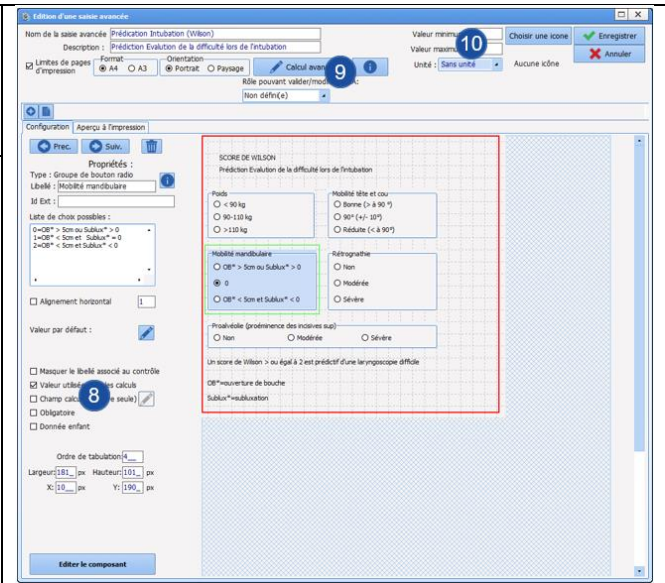 Edition d'une saisie avancée
Nom de la saisie avancée Prédication Intubation (Wilson)
Description : Prédiction Evalution de la difficulté lors de l'intubation
Valeur minimu
Valeur maximu
Unité : Sans unité
10
Choisir une icone
Aucune icône
Enregistrer
Annuler
Limites de pages d'impression
Format
A4 A3
Orientation
Portrait Paysage
Calcul avan
9
Rôle pouvant valider/mod A:
Non défin(e)
Configuration Aperçu à l'impression
Prec. Suiv.
Propriétés :
Type : Groupe de bouton radio
Libellé : Mobilité mandibulaire
Id Ext :
Liste de choix possibles :
0=OB* > 5cm ou Sublux* > 0
1=OB* < 5cm et Sublux* = 0
2=OB* < 5cm et Sublux* < 0
Alignement horizontal 1
Valeur par défaut :
Masquer le libellé associé au contrôle
Valeur utilisé les calculs
Champ calcu re seule)
8
Obligatoire
Donnée enfant
Ordre de tabulation: 4__
Largeur: 181_ px Hauteur: 101_ px
X: 10__ px Y: 190_ px
Editer le composant
SCORE DE WILSON
Prédiction Evalution de la difficulté lors de l'intubation
Poids
< 90 kg
90-110 kg
>110 kg
Mobilité tête et cou
Bonne (> à 90 °)
90° (+/- 10°)
Réduite (< à 90°)
Mobilité mandibulaire
OB* > 5cm ou Sublux* > 0
0
OB* < 5cm et Sublux* < 0
Rétrognathie
Non
Modérée
Sévère
Proalvéolie (proéminence des incisives sup)
Non Modérée Sévère
Un score de Wilson > ou égal à 2 est prédictif d'une laryngoscopie difficile
OB*=ouverture de bouche
Sublux*=subluxation